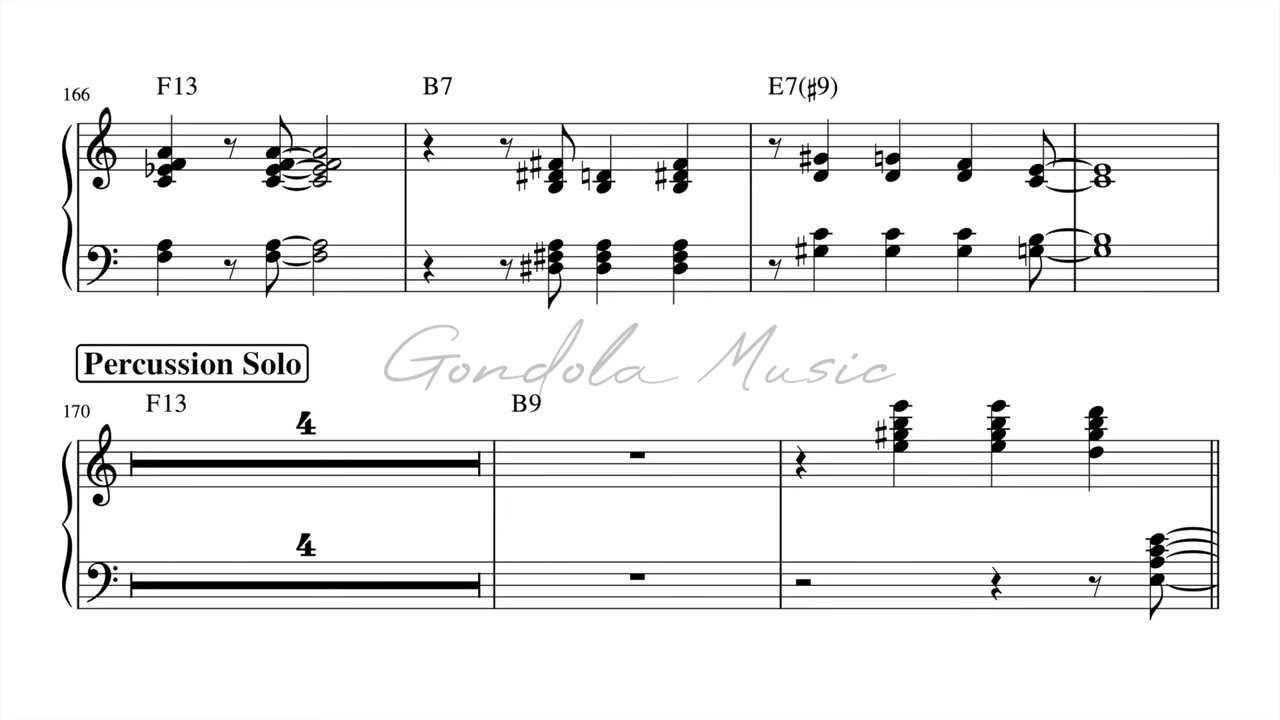 F13 B7 E7(♯9)
166
Gondola Music
Percussion Solo
170 F13 4 B9
4